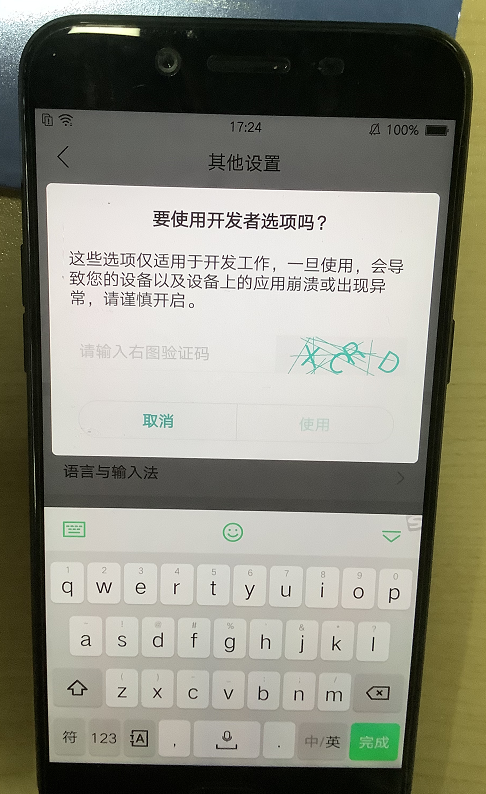 17:24
100%
其他设置
要使用开发者选项吗？
这些选项仅适用于开发工作，一旦使用，会导
致您的设备以及设备上的应用崩溃或出现异
常，请谨慎开启。
请输入右图验证码
XCRD
取消
使用
语言与输入法
1 2 3 4 5 6 7 8 9 0
q w e r t y u i o p
~ ! @ # % " & * ?
a s d f g h j k l
z x c v b n m
符 123 A , . 中/英 完成